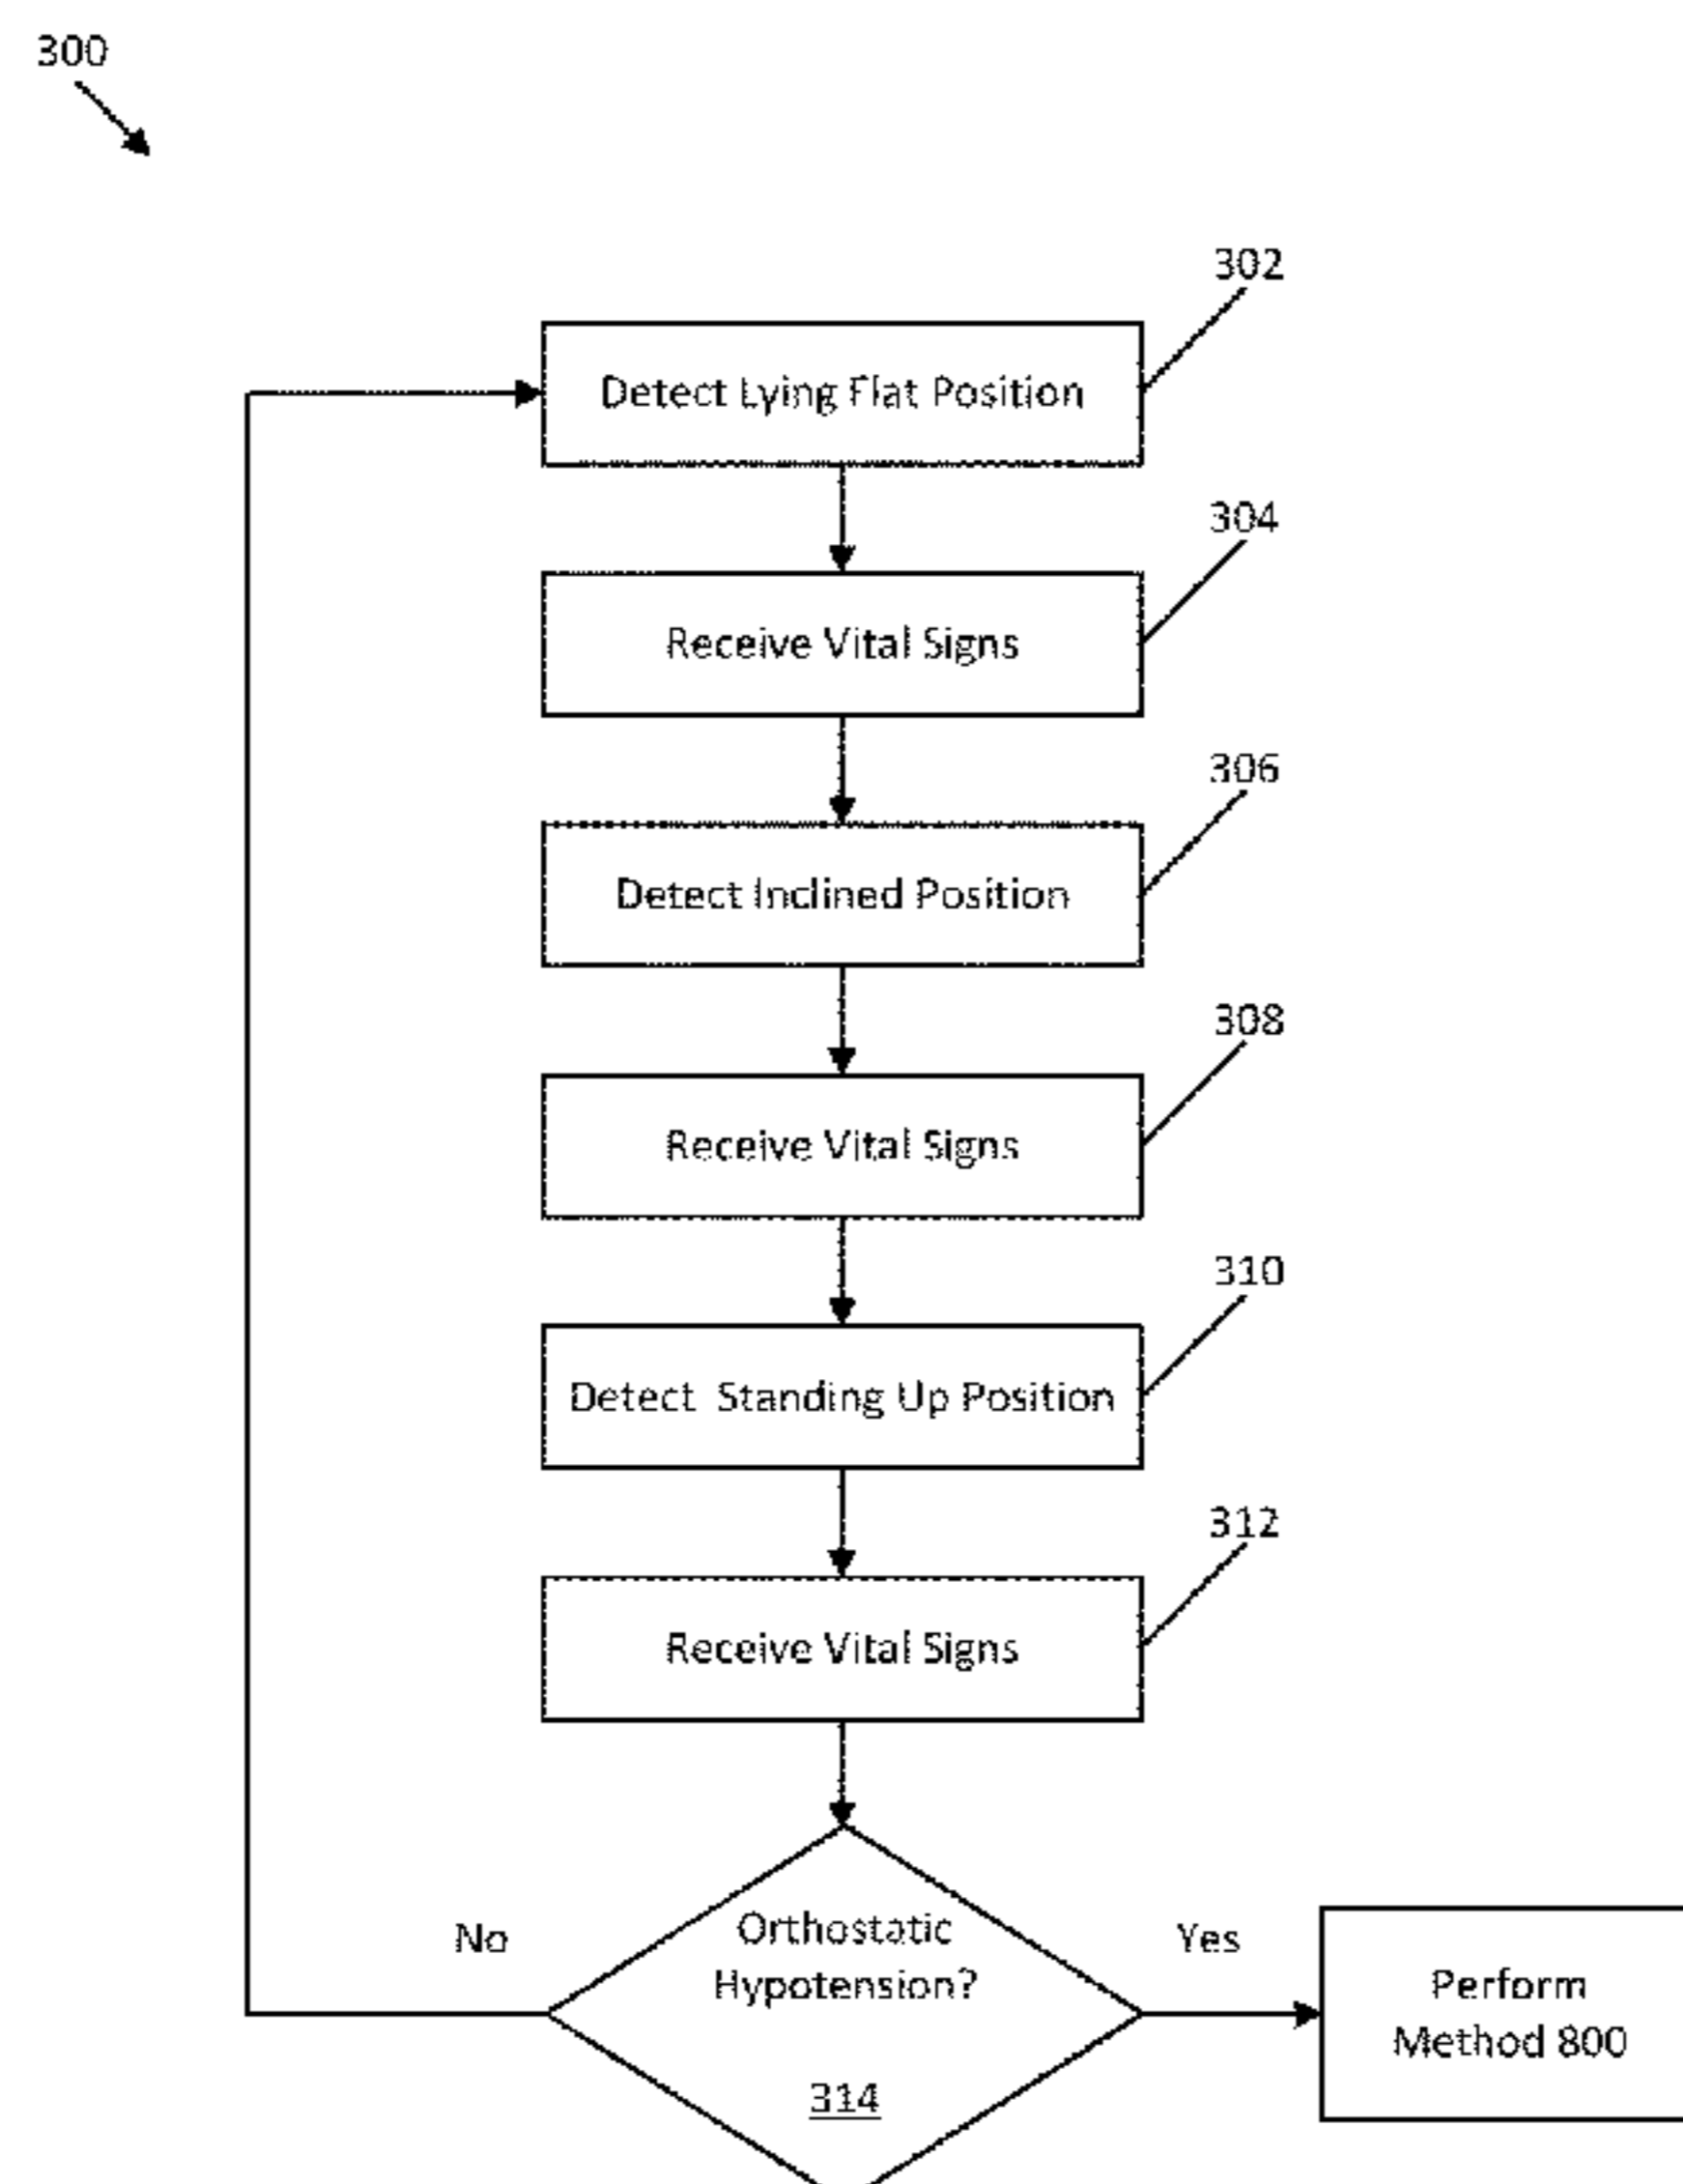 300
302
Detect Lying Flat Position
304
Receive Vital Signs
306
Detect Inclined Position
308
Receive Vital Signs
310
Detect Standing Up Position
312
Receive Vital Signs
Orthostatic
Hypotension?
314
No
Yes
Perform
Method 800